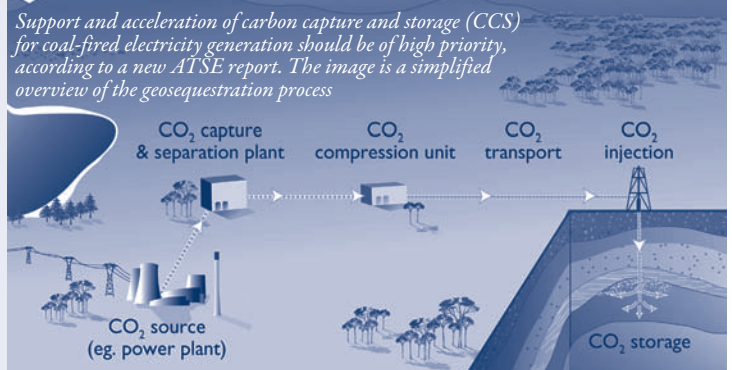 Support and acceleration of carbon capture and storage (CCS)
for coal-fired electricity generation should be of high priority,
according to a new ATSE report. The image is a simplified
overview of the geosequestration process
CO₂ capture
& separation plant
CO₂
compression unit
CO₂
transport
CO₂
injection
CO₂ source
(eg. power plant)
CO₂ storage